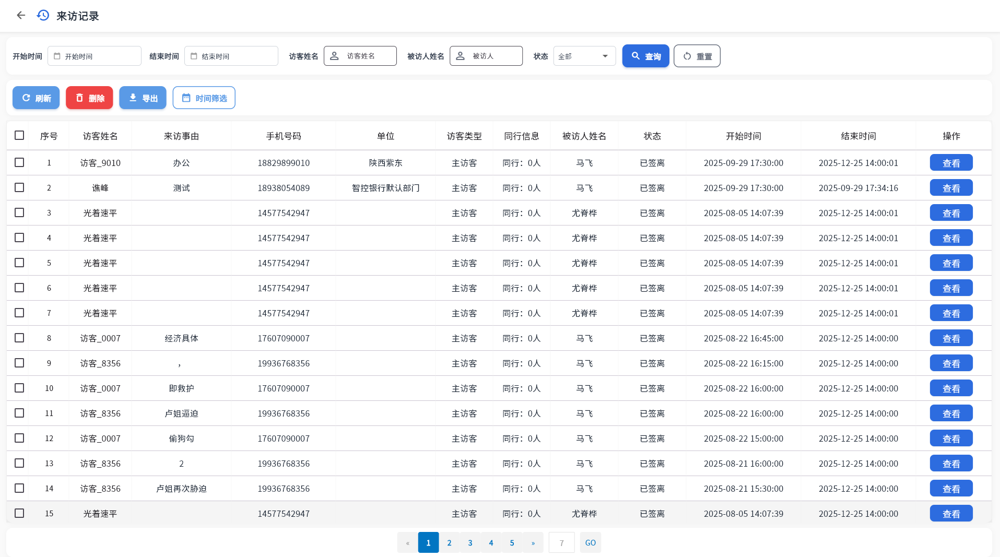 来访记录
开始时间 开始时间 结束时间 结束时间 访客姓名 访客姓名 被访人姓名 被访人 状态 全部 查询 重置
刷新 删除 导出 时间筛选
序号 访客姓名 来访事由 手机号码 单位 访客类型 同行信息 被访人姓名 状态 开始时间 结束时间 操作
1 访客_9010 办公 18829899010 陕西紫东 主访客 同行：0人 马飞 已签离 2025-09-29 17:30:00 2025-12-25 14:00:01 查看
2 谯峰 测试 18938054089 智控银行默认部门 主访客 同行：0人 马飞 已签离 2025-09-29 17:30:00 2025-09-29 17:34:16 查看
3 光着速平 14577542947 主访客 同行：0人 尤脊桦 已签离 2025-08-05 14:07:39 2025-12-25 14:00:01 查看
4 光着速平 14577542947 主访客 同行：0人 尤脊桦 已签离 2025-08-05 14:07:39 2025-12-25 14:00:01 查看
5 光着速平 14577542947 主访客 同行：0人 尤脊桦 已签离 2025-08-05 14:07:39 2025-12-25 14:00:01 查看
6 光着速平 14577542947 主访客 同行：0人 尤脊桦 已签离 2025-08-05 14:07:39 2025-12-25 14:00:01 查看
7 光着速平 14577542947 主访客 同行：0人 尤脊桦 已签离 2025-08-05 14:07:39 2025-12-25 14:00:01 查看
8 访客_0007 经济具体 17607090007 主访客 同行：0人 马飞 已签离 2025-08-22 16:45:00 2025-12-25 14:00:00 查看
9 访客_8356 ， 19936768356 主访客 同行：0人 马飞 已签离 2025-08-22 16:15:00 2025-12-25 14:00:00 查看
10 访客_0007 即救护 17607090007 主访客 同行：0人 马飞 已签离 2025-08-22 16:00:00 2025-12-25 14:00:00 查看
11 访客_8356 卢姐逼迫 19936768356 主访客 同行：0人 马飞 已签离 2025-08-22 16:00:00 2025-12-25 14:00:00 查看
12 访客_0007 偷狗勾 17607090007 主访客 同行：0人 马飞 已签离 2025-08-22 15:00:00 2025-12-25 14:00:00 查看
13 访客_8356 2 19936768356 主访客 同行：0人 马飞 已签离 2025-08-21 16:00:00 2025-12-25 14:00:00 查看
14 访客_8356 卢姐再次胁迫 19936768356 主访客 同行：0人 马飞 已签离 2025-08-21 15:30:00 2025-12-25 14:00:00 查看
15 光着速平 14577542947 主访客 同行：0人 尤脊桦 已签离 2025-08-05 14:07:39 2025-12-25 14:00:00 查看
« 1 2 3 4 5 » 7 GO